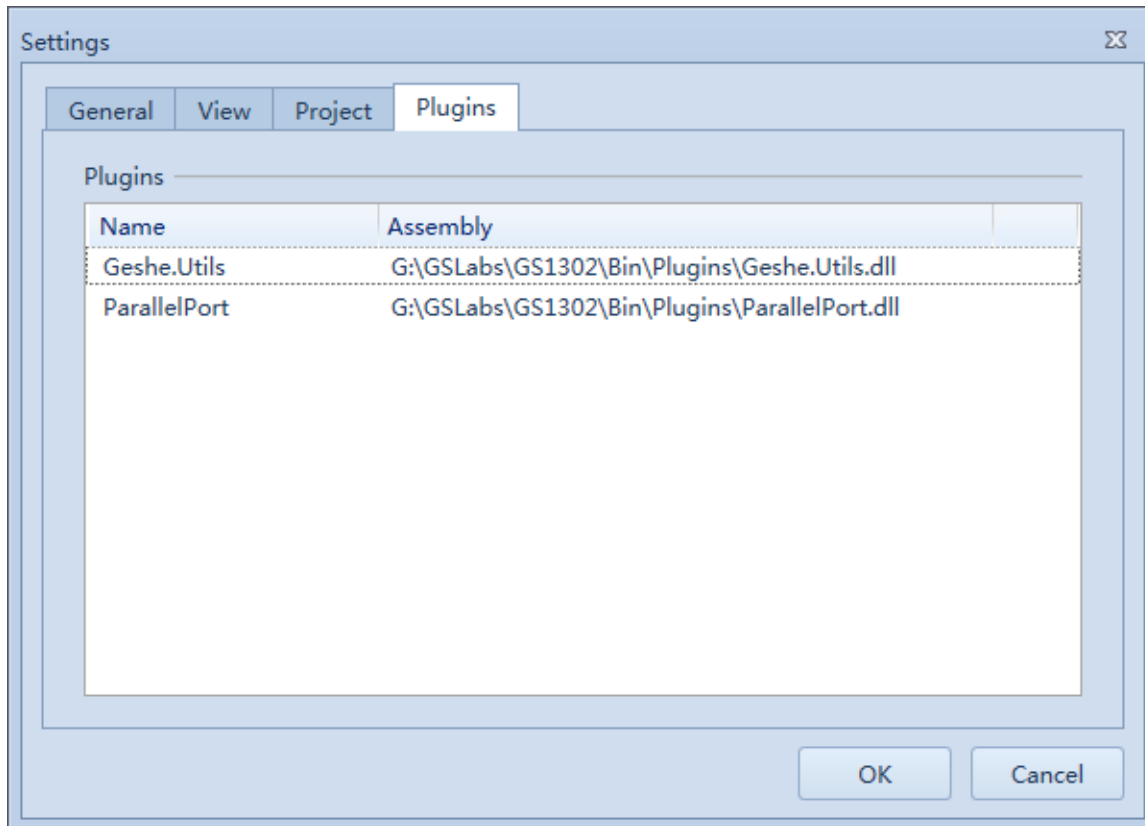 Settings
General View Project Plugins
Plugins
Name Assembly
Geshe.Utils G:\GSLabs\GS1302\Bin\Plugins\Geshe.Utils.dll
ParallelPort G:\GSLabs\GS1302\Bin\Plugins\ParallelPort.dll
OK Cancel